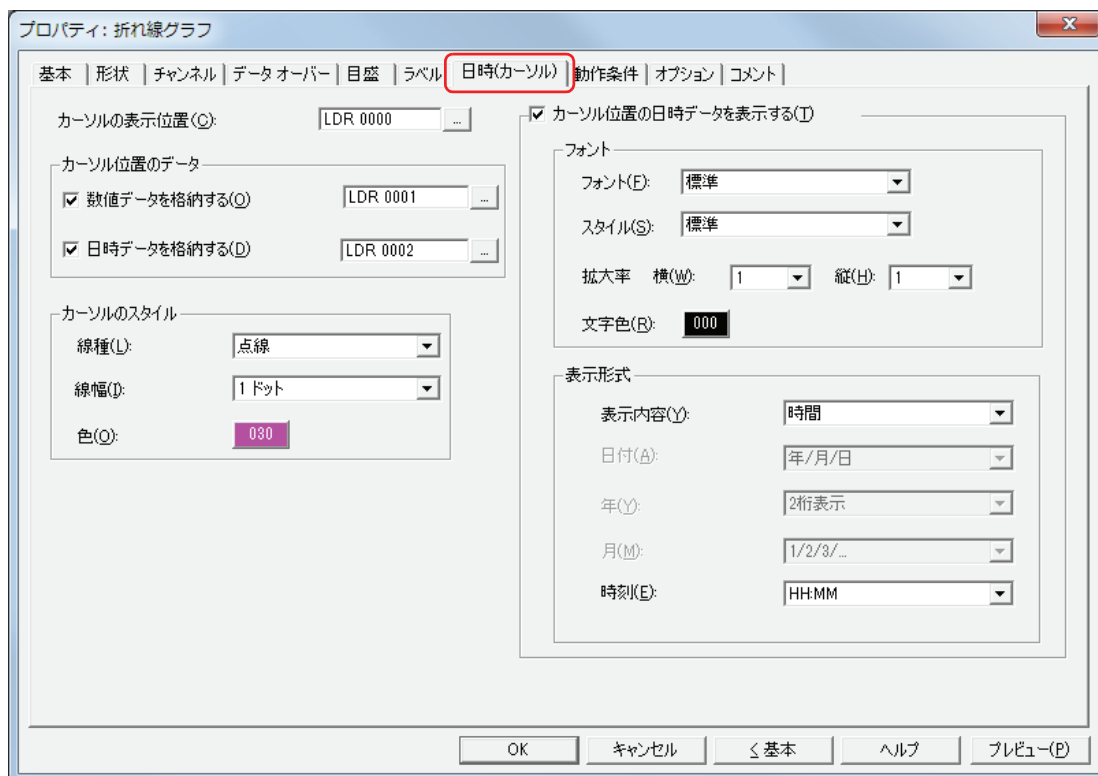 プロパティ: 折れ線グラフ
基本 形状 チャンネル データ オーバー 目盛 ラベル 日時(カーソル) 動作条件 オプション コメント
カーソルの表示位置(C): LDR 0000 ...
カーソル位置のデータ
数値データを格納する(O) LDR 0001 ...
日時データを格納する(D) LDR 0002 ...
カーソルのスタイル
線種(L): 点線
線幅(I): 1 ドット
色(O): 030
カーソル位置の日時データを表示する(T)
フォント
フォント(F): 標準
スタイル(S): 標準
拡大率 横(W): 1 縦(H): 1
文字色(R): 000
表示形式
表示内容(Y): 時間
日付(A): 年/月/日
年(Y): 2桁表示
月(M): 1/2/3/...
時刻(E): HH:MM
OK キャンセル < 基本 ヘルプ プレビュー(P)